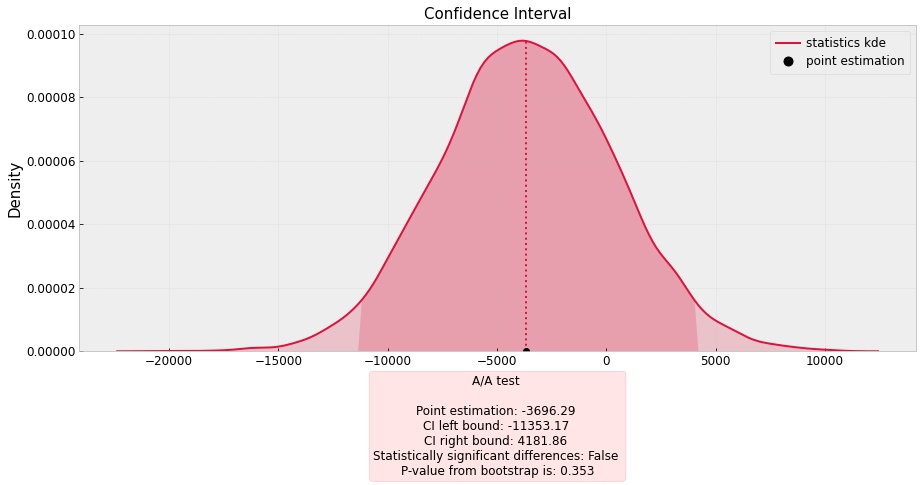 Confidence Interval
statistics kde
point estimation
Density
0.00010
0.00008
0.00006
0.00004
0.00002
0.00000
−20000 −15000 −10000 −5000 0 5000 10000
A/A test
Point estimation: -3696.29
CI left bound: -11353.17
CI right bound: 4181.86
Statistically significant differences: False
P-value from bootstrap is: 0.353